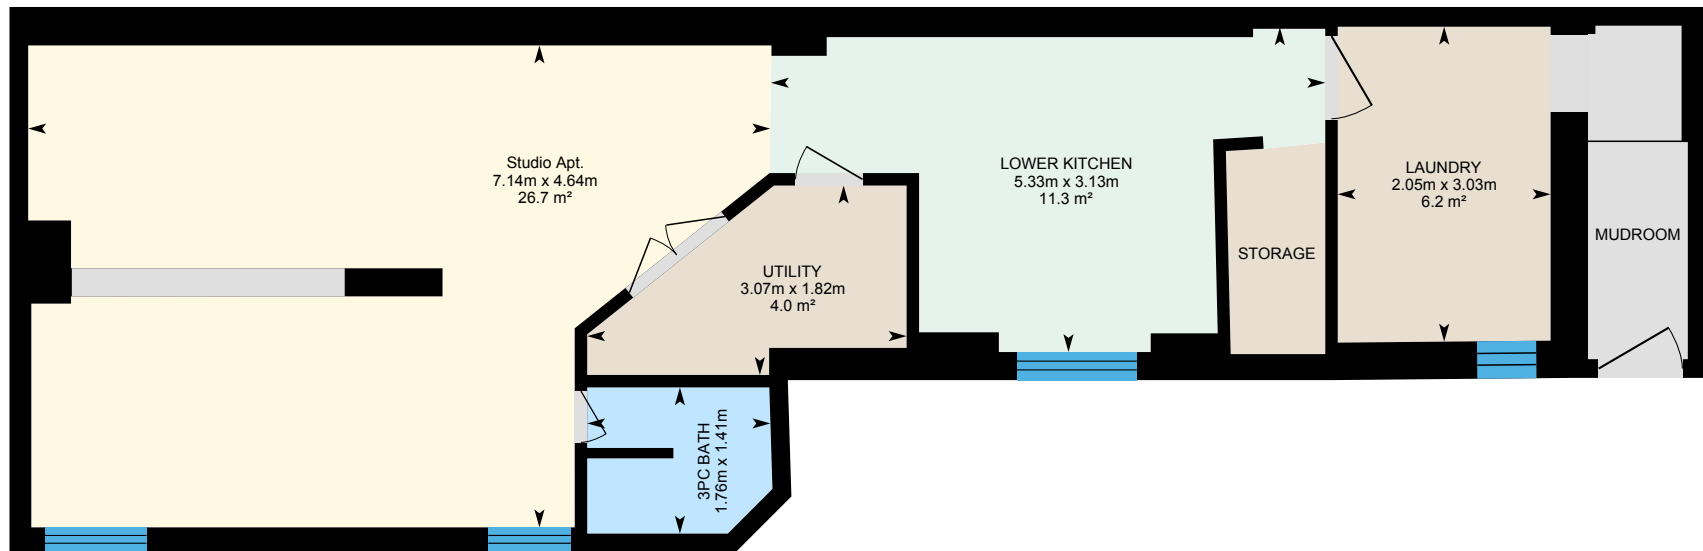 Studio Apt.
7.14m x 4.64m
26.7 m²
LOWER KITCHEN
5.33m x 3.13m
11.3 m²
LAUNDRY
2.05m x 3.03m
6.2 m²
MUDROOM
STORAGE
UTILITY
3.07m x 1.82m
4.0 m²
3PC BATH
1.76m x 1.41m